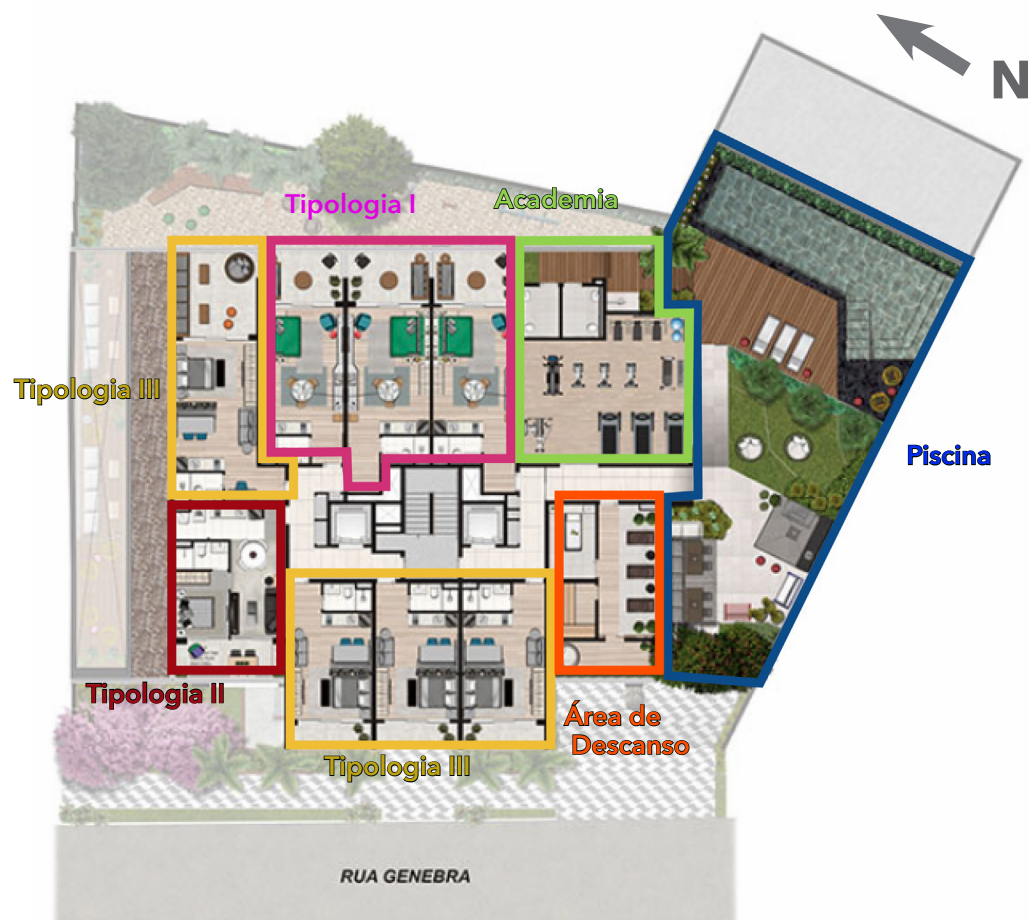 N
Tipologia I
Academia
Tipologia III
Piscina
Tipologia II
Área de
Descanso
Tipologia III
RUA GENEBRA